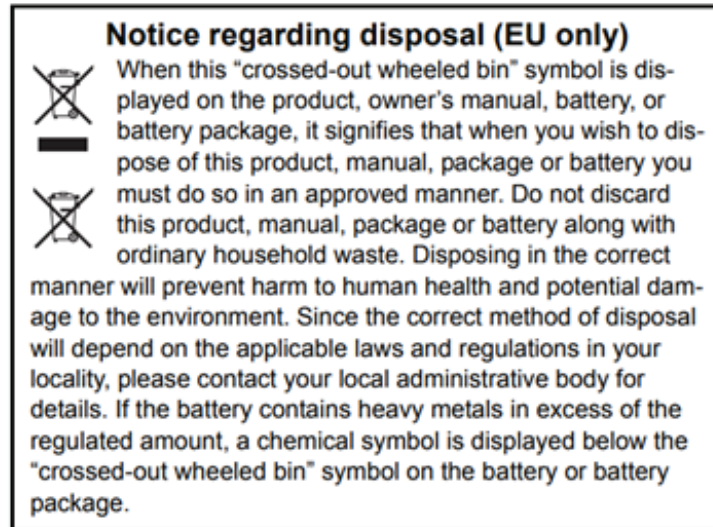 Notice regarding disposal (EU only)
When this “crossed-out wheeled bin” symbol is dis-
played on the product, owner’s manual, battery, or
battery package, it signifies that when you wish to dis-
pose of this product, manual, package or battery you
must do so in an approved manner. Do not discard
this product, manual, package or battery along with
ordinary household waste. Disposing in the correct
manner will prevent harm to human health and potential dam-
age to the environment. Since the correct method of disposal
will depend on the applicable laws and regulations in your
locality, please contact your local administrative body for
details. If the battery contains heavy metals in excess of the
regulated amount, a chemical symbol is displayed below the
“crossed-out wheeled bin” symbol on the battery or battery
package.